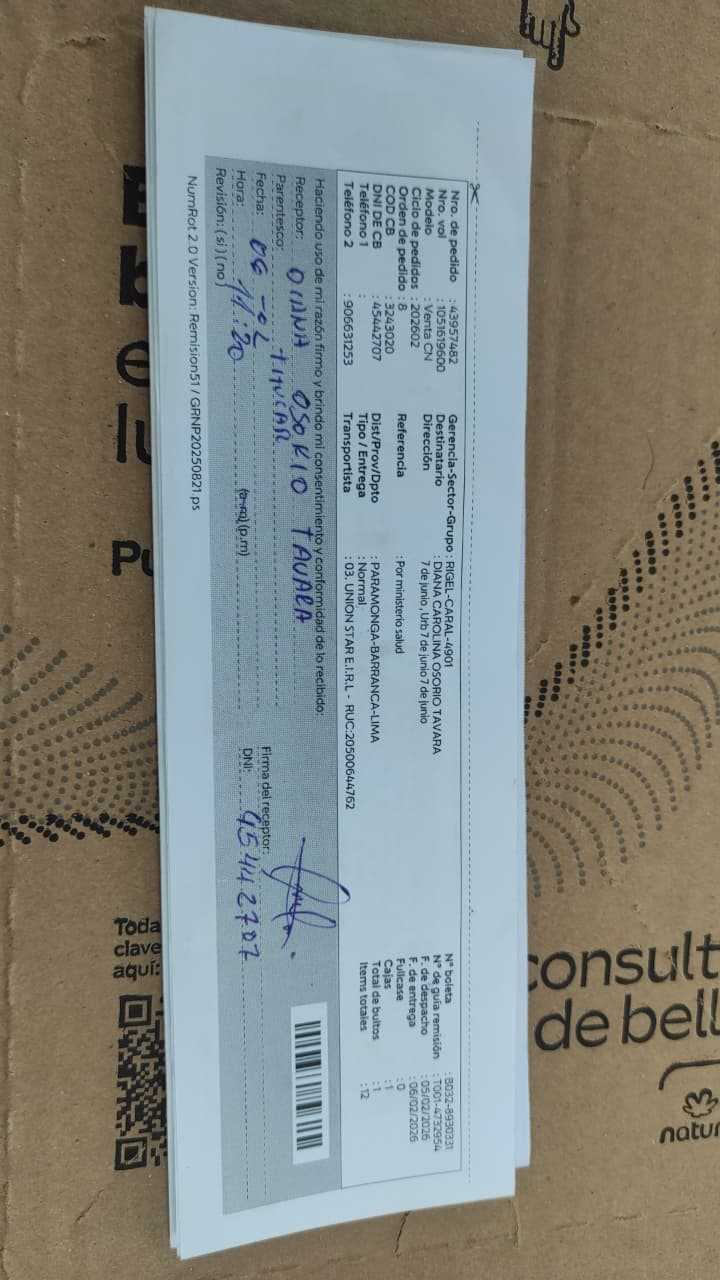 Nro. de pedido : 43957482
Nro. vol : 1051619600
Modelo : Venta CN
Ciclo de pedidos : 202602
Orden de pedido : 8
COD CB : 3243020
DNI DE CB : 45442707
Teléfono 1 :
Teléfono 2 : 906631253
Gerencia-Sector-Grupo : RIGEL-CARAL-4901
Destinatario : DIANA CAROLINA OSORIO TAVARA
Dirección 7 de junio , Urb 7 de junio 7 de junio
Referencia : Por ministerio salud
Dist/Prov/Dpto : PARAMONGA-BARRANCA-LIMA
Tipo / Entrega : Normal
Transportista : 03. UNION STAR E.I.R.L - RUC:20500644762
N° boleta : B032-8930331
N° de guía remisión : T001-4732954
F. de despacho : 05/02/2026
F. de entrega : 06/02/2026
Fullcase : 0
Cajas : 1
Total de bultos : 1
Items totales : 12
Haciendo uso de mi razón firmo y brindo mi consentimiento y conformidad de lo recibido:
Receptor: DIANA OSORIO TAVARA
Parentesco: TITULAR
Fecha: 06-02
Hora: 11:20 (a.m)(p.m)
Revisión: (si) (no)
Firma del receptor:
DNI: 45442707
NumRot 2.0 Version: Remision51 / GRNP20250821.ps
consult
de bell
natur
Toda
clave
aquí: